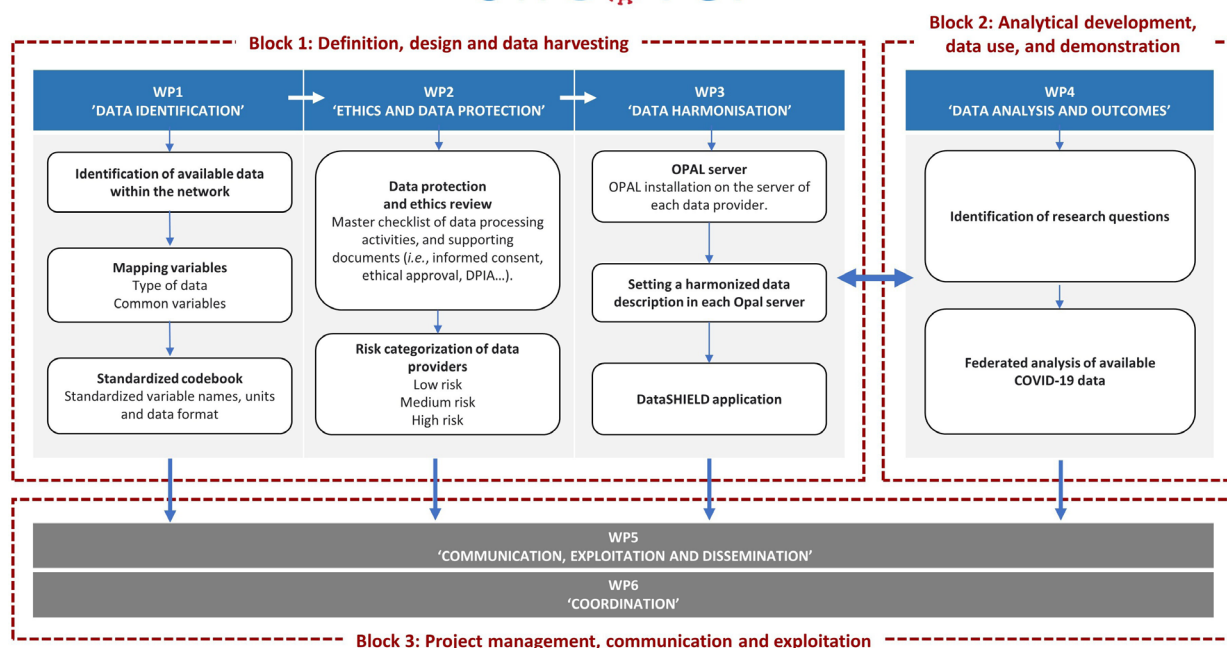 Block 1: Definition, design and data harvesting
Block 2: Analytical development,
data use, and demonstration
WP1
’DATA IDENTIFICATION’
WP2
‘ETHICS AND DATA PROTECTION’
WP3
‘DATA HARMONISATION’
WP4
‘DATA ANALYSIS AND OUTCOMES’
Identification of available data
within the network
Mapping variables
Type of data
Common variables
Standardized codebook
Standardized variable names, units
and data format
Data protection
and ethics review
Master checklist of data processing
activities, and supporting
documents (i.e., informed consent,
ethical approval, DPIA...).
Risk categorization of data
providers
Low risk
Medium risk
High risk
OPAL server
OPAL installation on the server of
each data provider.
Setting a harmonized data
description in each Opal server
DataSHIELD application
Identification of research questions
Federated analysis of available
COVID-19 data
WP5
‘COMMUNICATION, EXPLOITATION AND DISSEMINATION’
WP6
‘COORDINATION’
Block 3: Project management, communication and exploitation